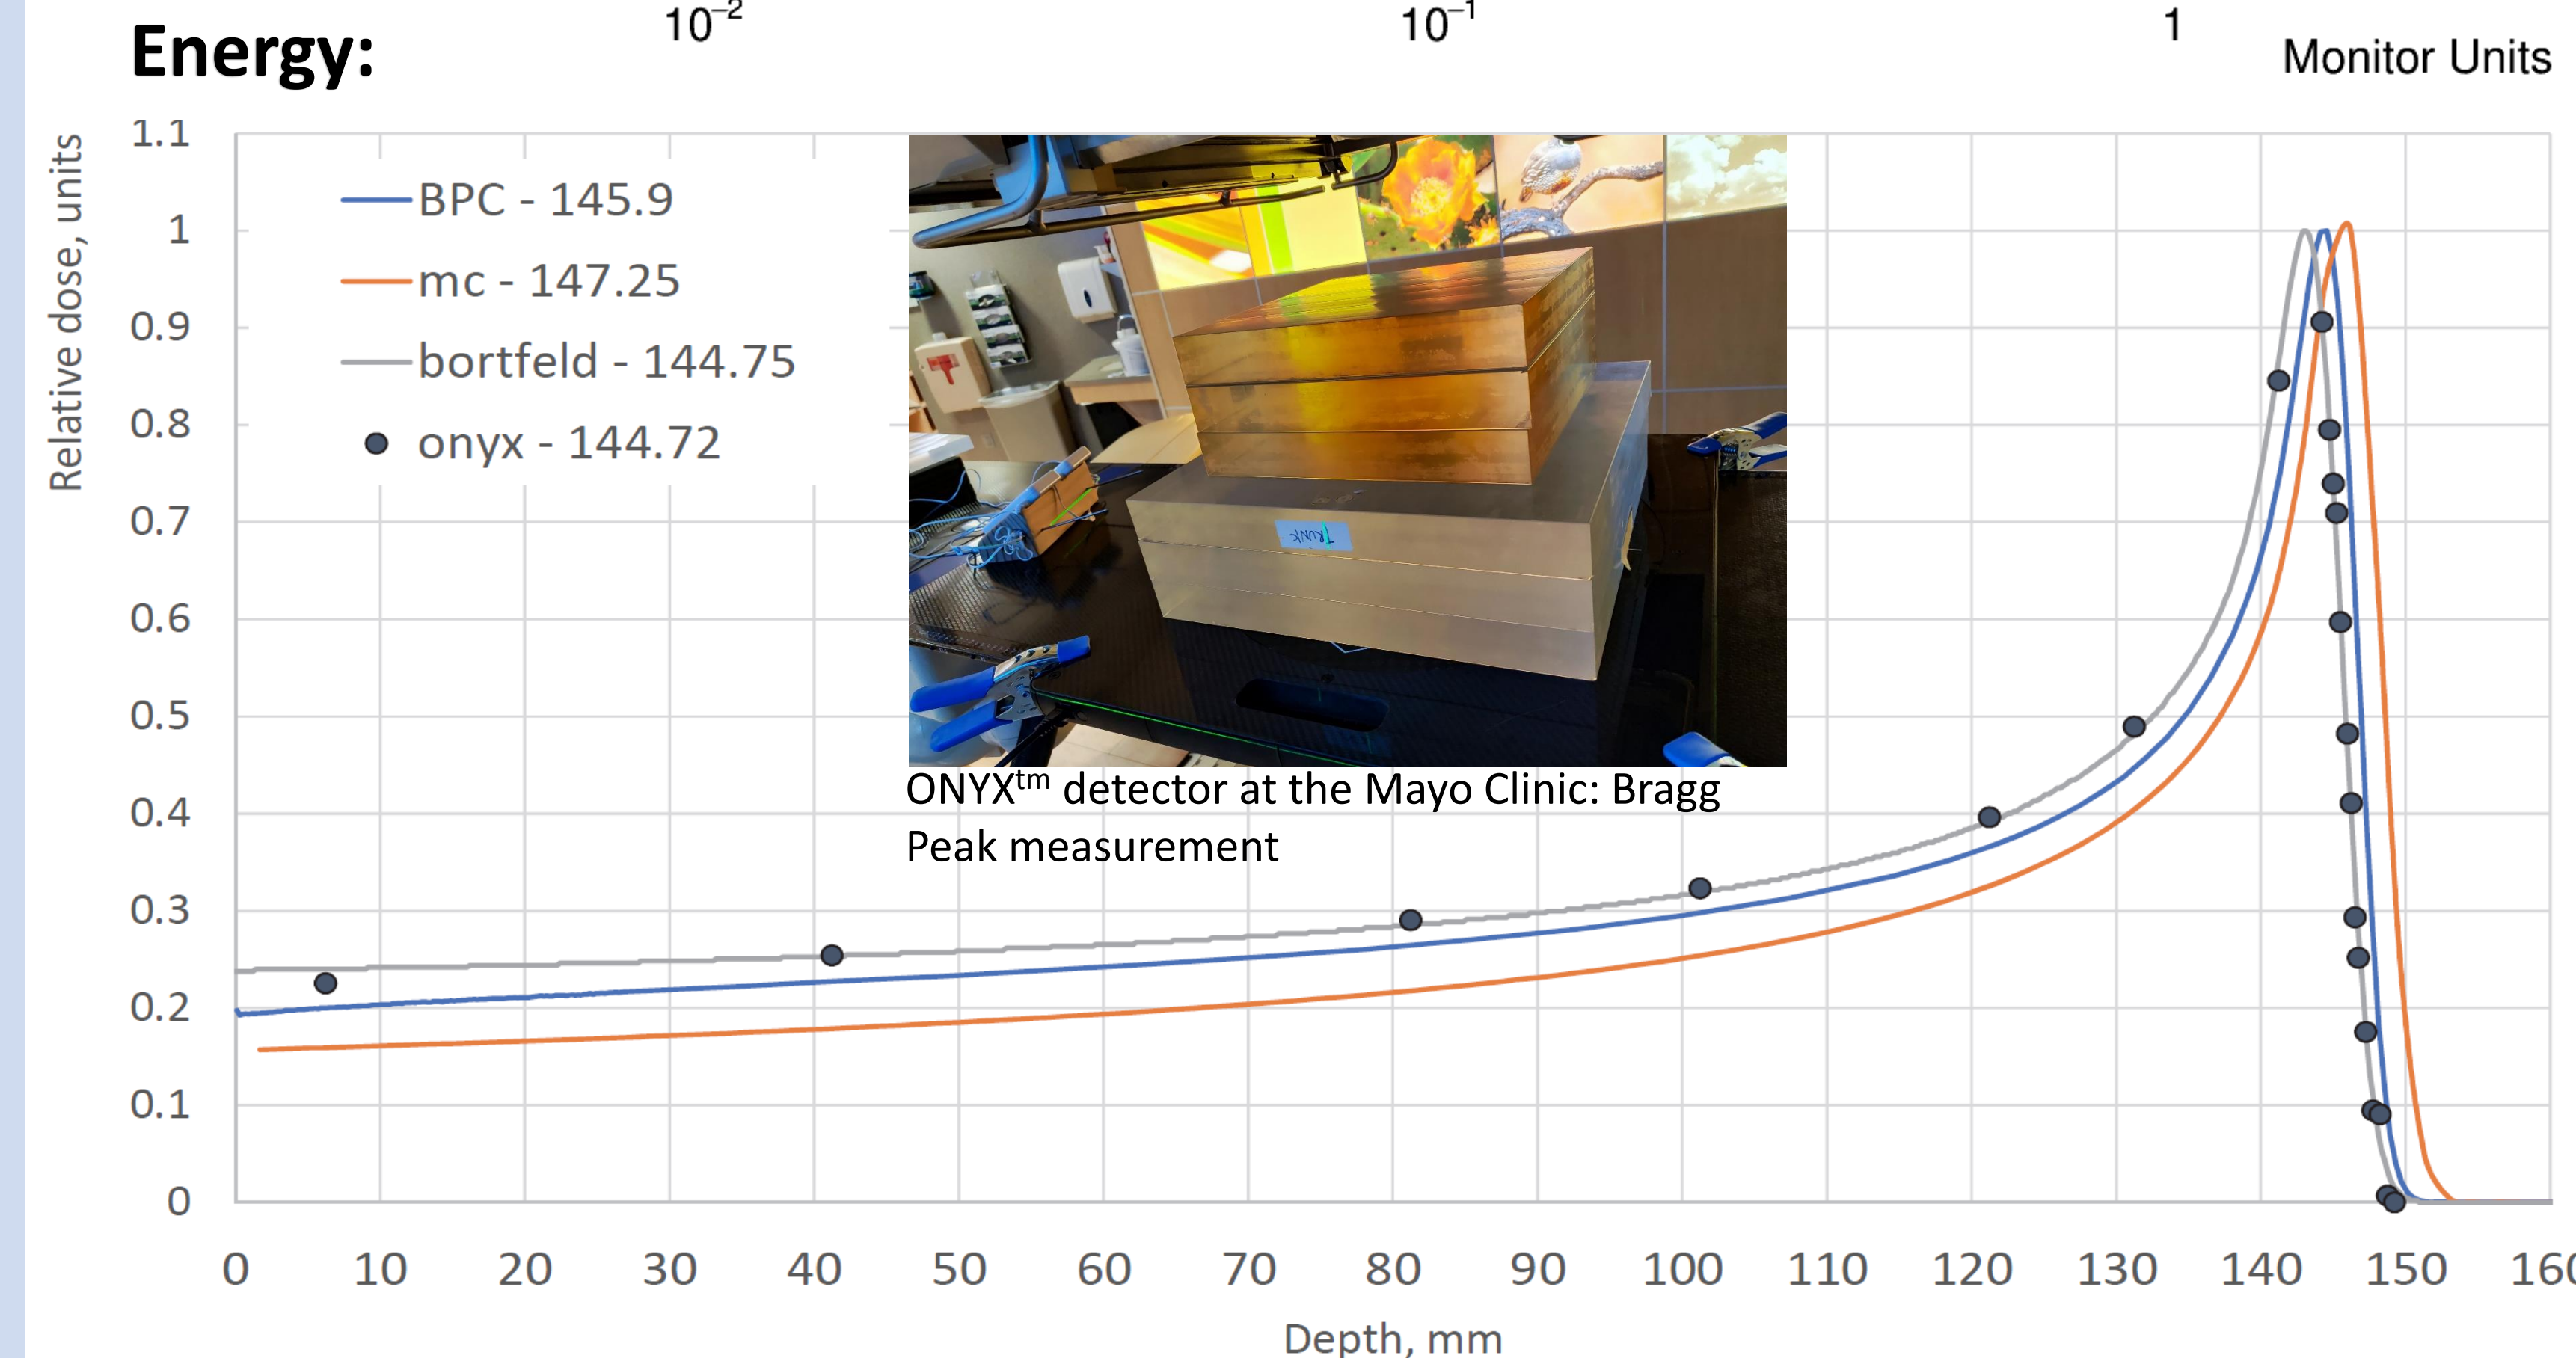 10⁻² 10⁻¹ 1
Energy:
Monitor Units
Relative dose, units
1.1
1
0.9
0.8
0.7
0.6
0.5
0.4
0.3
0.2
0.1
0
BPC - 145.9
mc - 147.25
bortfeld - 144.75
onyx - 144.72
TRUNK
ONYXᵗᵐ detector at the Mayo Clinic: Bragg
Peak measurement
0 10 20 30 40 50 60 70 80 90 100 110 120 130 140 150
Depth, mm